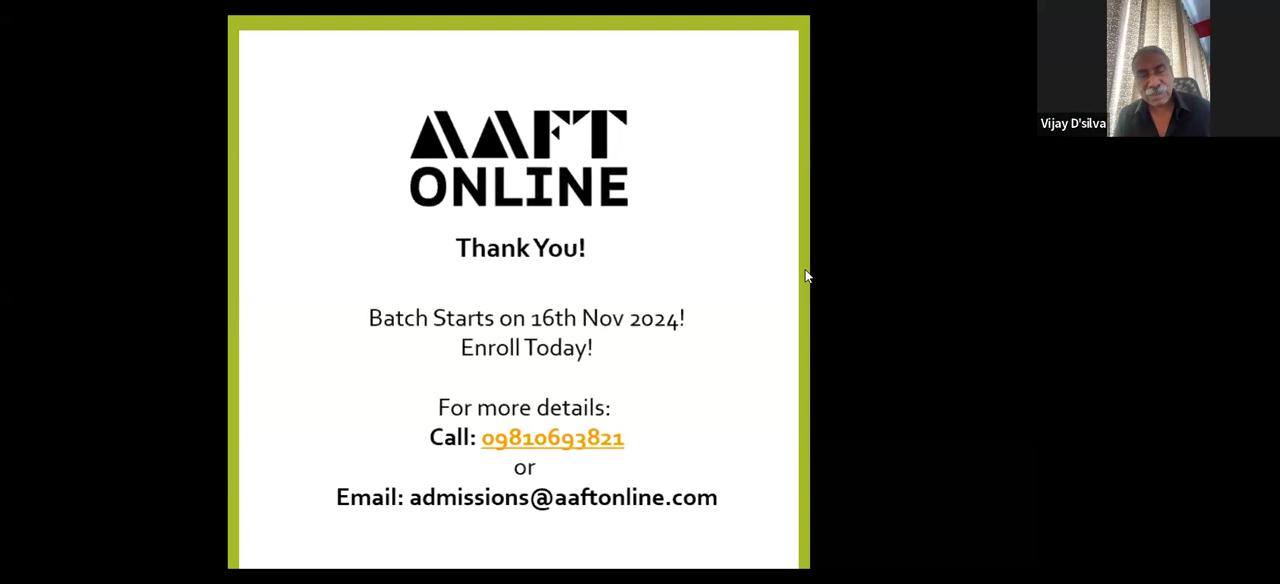 AAFT
ONLINE
Thank You!
Batch Starts on 16th Nov 2024!
Enroll Today!
For more details:
Call: 09810693821
or
Email: admissions@aaftonline.com
Vijay D'silva